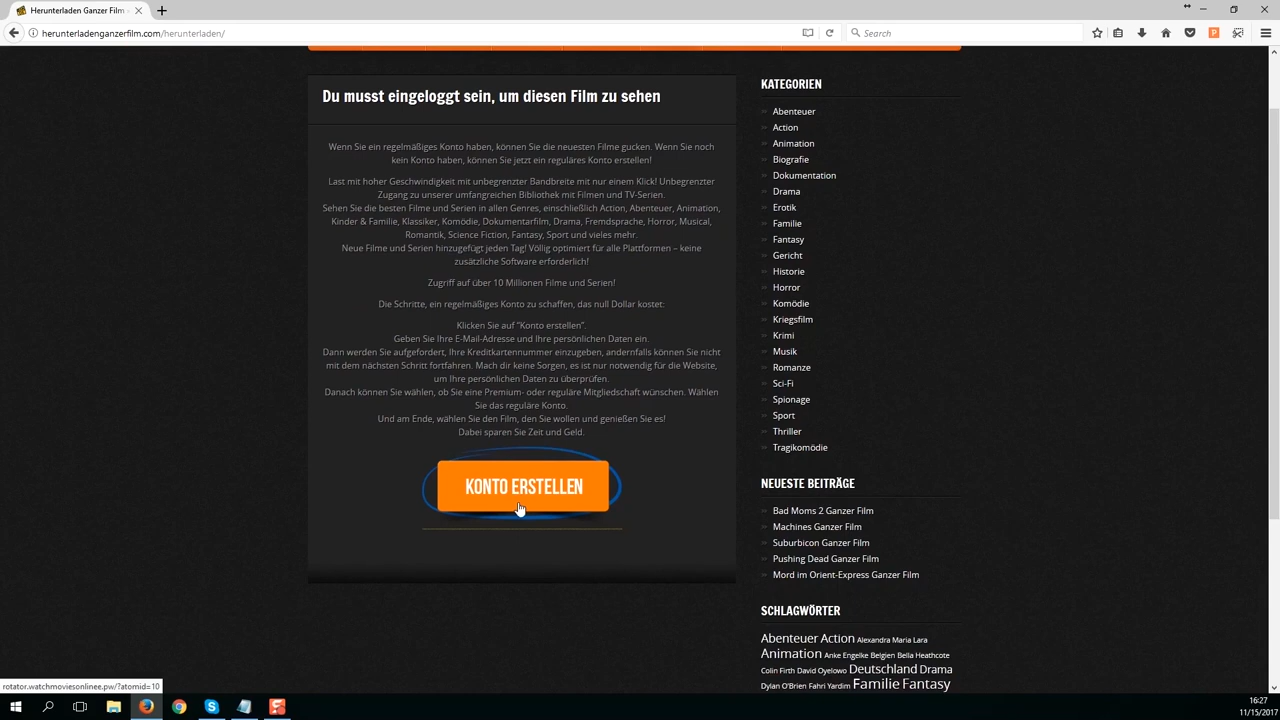 Herunterladen Ganzer Film
herunterladenganzerfilm.com/herunterladen/
Search
Du musst eingeloggt sein, um diesen Film zu sehen
Wenn Sie ein regelmäßiges Konto haben, können Sie die neuesten Filme gucken. Wenn Sie noch
kein Konto haben, können Sie jetzt ein reguläres Konto erstellen!
Last mit hoher Geschwindigkeit mit unbegrenzter Bandbreite mit nur einem Klick! Unbegrenzter
Zugang zu unserer umfangreichen Bibliothek mit Filmen und TV-Serien.
Sehen Sie die besten Filme und Serien in allen Genres, einschließlich Action, Abenteuer, Animation,
Kinder & Familie, Klassiker, Komödie, Dokumentarfilm, Drama, Fremdsprache, Horror, Musical,
Romantik, Science Fiction, Fantasy, Sport und vieles mehr.
Neue Filme und Serien hinzugefügt jeden Tag! Völlig optimiert für alle Plattformen – keine
zusätzliche Software erforderlich!
Zugriff auf über 10 Millionen Filme und Serien!
Die Schritte, ein regelmäßiges Konto zu schaffen, das null Dollar kostet:
Klicken Sie auf "Konto erstellen".
Geben Sie Ihre E-Mail-Adresse und Ihre persönlichen Daten ein.
Dann werden Sie aufgefordert, Ihre Kreditkartennummer einzugeben, andernfalls können Sie nicht
mit dem nächsten Schritt fortfahren. Mach dir keine Sorgen, es ist nur notwendig für die Website,
um Ihre persönlichen Daten zu überprüfen.
Danach können Sie wählen, ob Sie eine Premium- oder reguläre Mitgliedschaft wünschen. Wählen
Sie das reguläre Konto.
Und am Ende, wählen Sie den Film, den Sie wollen und genießen Sie es!
Dabei sparen Sie Zeit und Geld.
KONTO ERSTELLEN
KATEGORIEN
Abenteuer
Action
Animation
Biografie
Dokumentation
Drama
Erotik
Familie
Fantasy
Gericht
Historie
Horror
Komödie
Kriegsfilm
Krimi
Musik
Romanze
Sci-Fi
Spionage
Sport
Thriller
Tragikomödie
NEUESTE BEITRÄGE
Bad Moms 2 Ganzer Film
Machines Ganzer Film
Suburbicon Ganzer Film
Pushing Dead Ganzer Film
Mord im Orient-Express Ganzer Film
SCHLAGWÖRTER
Abenteuer Action Alexandra Maria Lara
Animation Anke Engelke Belgien Bella Heathcote
Colin Firth David Oyelowo Deutschland Drama
Dylan O'Brien Fahri Yardim Familie Fantasy
rotator.watchmoviesonlinee.pw/?atomid=10
16:27
11/15/2017